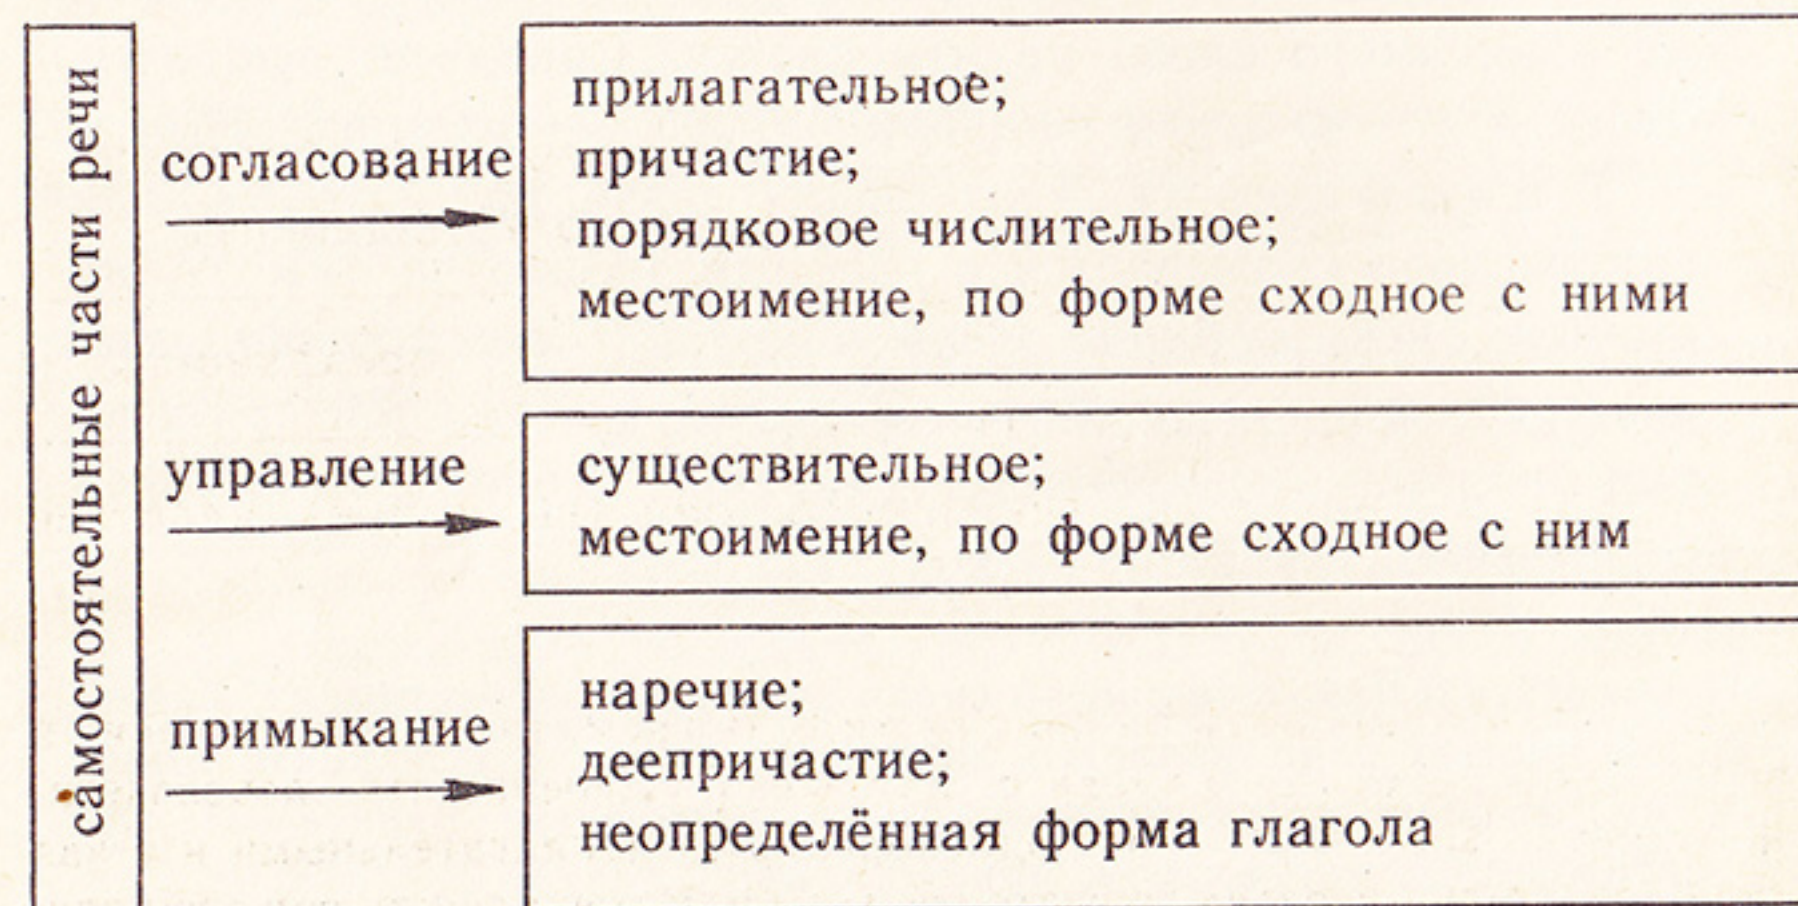 самостоятельные части речи
согласование
прилагательное;
причастие;
порядковое числительное;
местоимение, по форме сходное с ними
управление
существительное;
местоимение, по форме сходное с ним
примыкание
наречие;
деепричастие;
неопределённая форма глагола